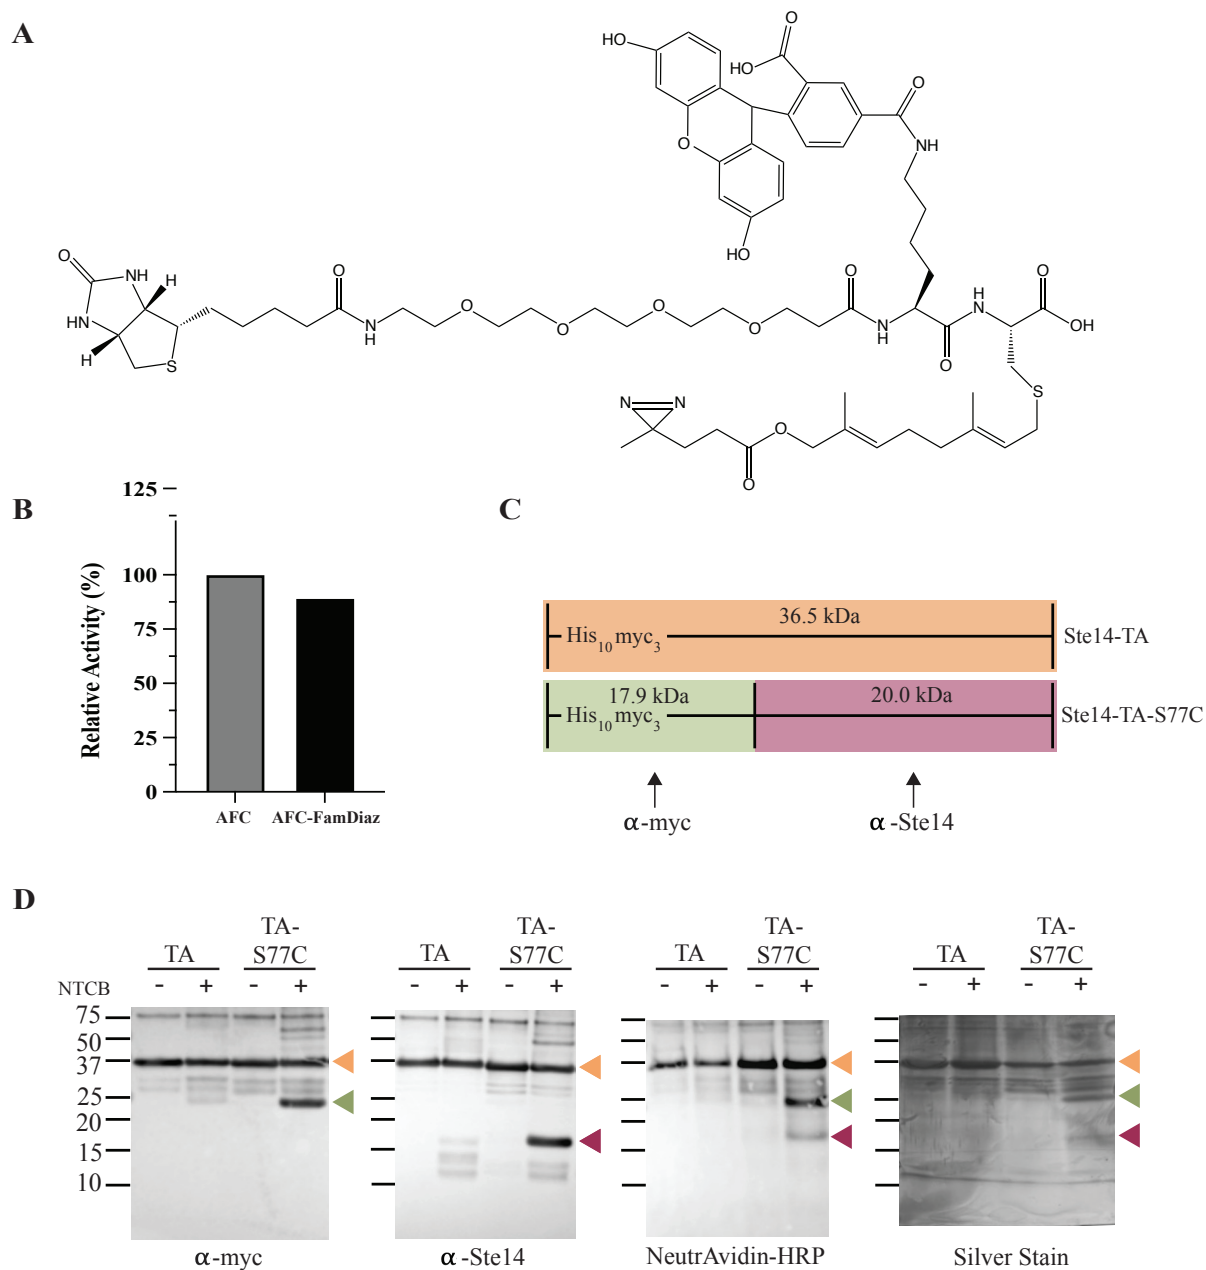 A
O
HO
O
HO
O
O
NH
HO
O
NH
H
HN
H
S
O
N
H
O
O
O
O
O
N
H
O
H
N
O
OH
S
N
N
O
O
B
125
100
75
50
25
0
Relative Activity (%)
AFC AFC-FamDiaz
C
36.5 kDa
His10myc3
Ste14-TA
17.9 kDa 20.0 kDa
His10myc3
Ste14-TA-S77C
α-myc α-Ste14
D
TA TA-S77C TA TA-S77C TA TA-S77C TA TA-S77C
NTCB - + - + - + - + - + - + - + - +
75
50
37
25
20
15
10
α-myc α-Ste14 NeutrAvidin-HRP Silver Stain